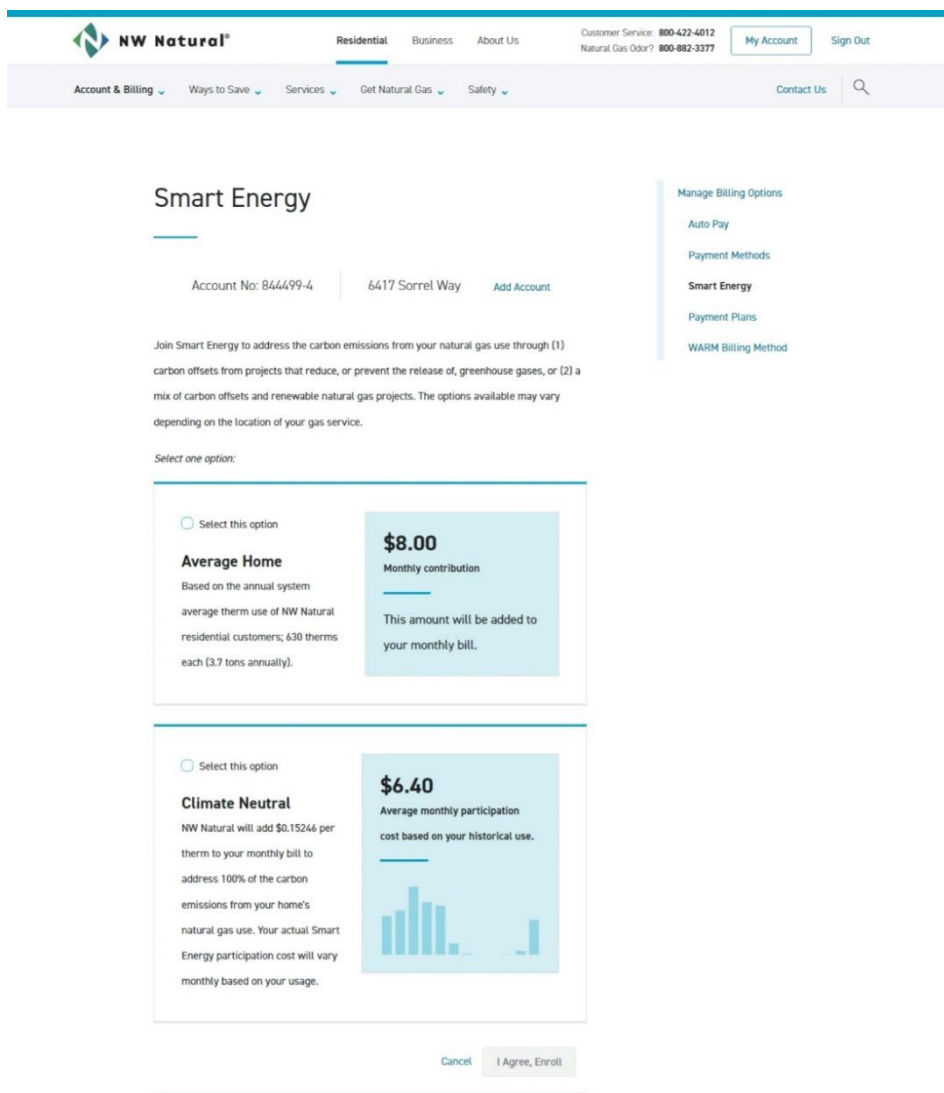 NW Natural®
Residential Business About Us
Customer Service: 800-422-4012
Natural Gas Odor? 800-882-3377
My Account
Sign Out
Account & Billing Ways to Save Services Get Natural Gas Safety
Contact Us
Smart Energy
Account No: 844499-4
6417 Sorrel Way
Add Account
Join Smart Energy to address the carbon emissions from your natural gas use through (1)
carbon offsets from projects that reduce, or prevent the release of, greenhouse gases, or (2) a
mix of carbon offsets and renewable natural gas projects. The options available may vary
depending on the location of your gas service.
Select one option:
Select this option
Average Home
Based on the annual system
average therm use of NW Natural
residential customers; 630 therms
each (3.7 tons annually).
$8.00
Monthly contribution
This amount will be added to
your monthly bill.
Select this option
Climate Neutral
NW Natural will add $0.15246 per
therm to your monthly bill to
address 100% of the carbon
emissions from your home's
natural gas use. Your actual Smart
Energy participation cost will vary
monthly based on your usage.
$6.40
Average monthly participation
cost based on your historical use.
Cancel
I Agree, Enroll
Manage Billing Options
Auto Pay
Payment Methods
Smart Energy
Payment Plans
WARM Billing Method